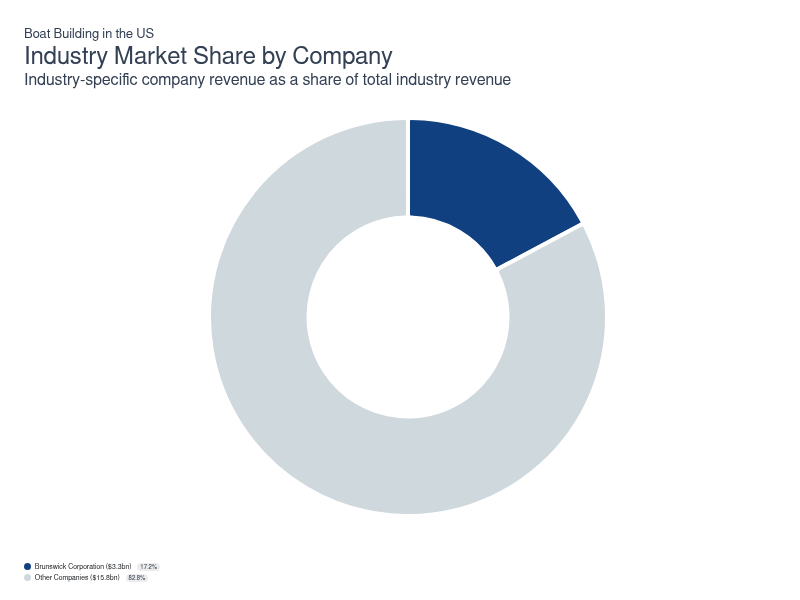 Boat Building in the US
Industry Market Share by Company
Industry-specific company revenue as a share of total industry revenue
Brunswick Corporation ($3.3bn) 17.2%
Other Companies ($15.8bn) 82.8%